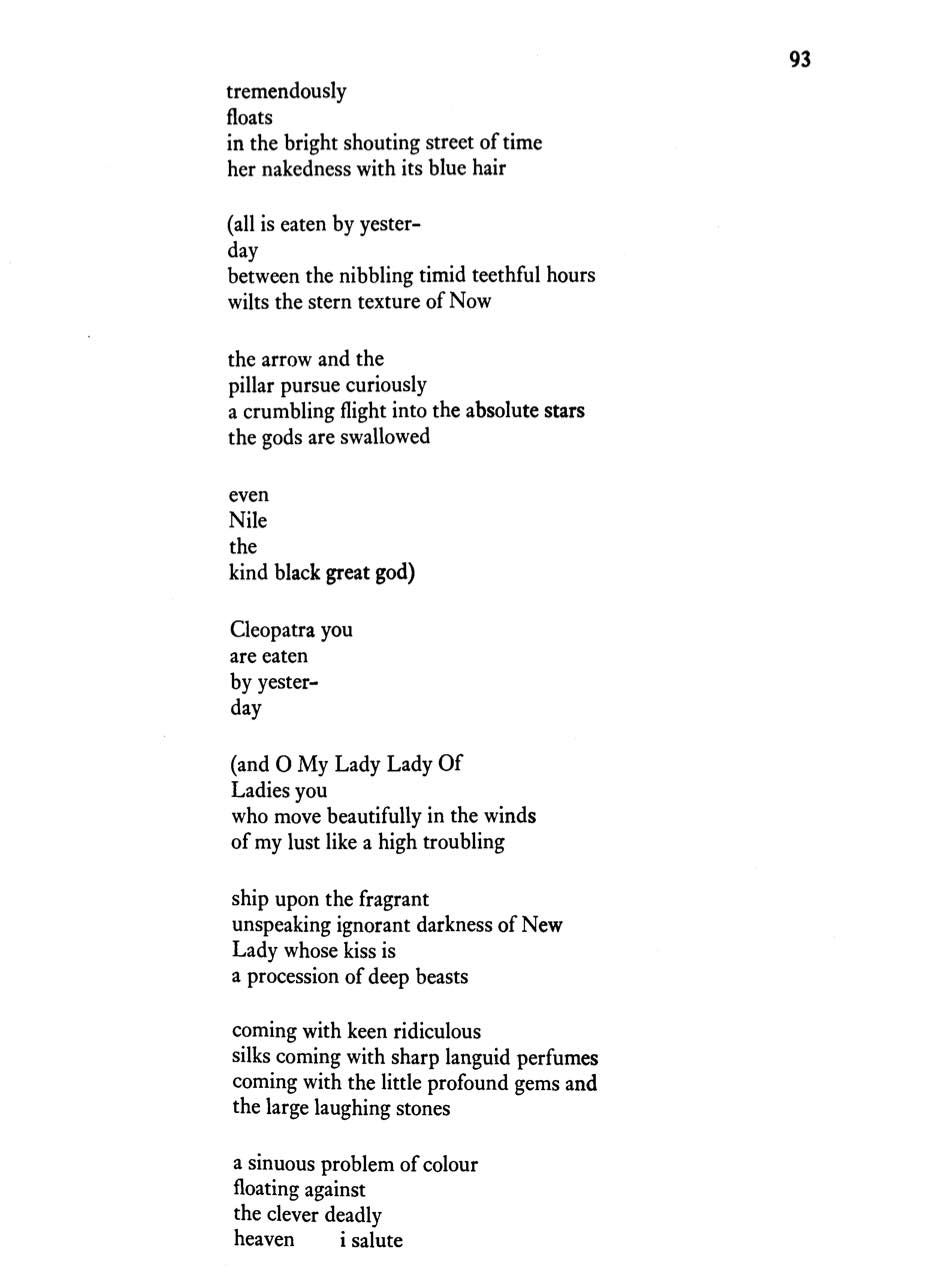 93
tremendously
floats
in the bright shouting street of time
her nakedness with its blue hair

(all is eaten by yester-
day
between the nibbling timid teethful hours
wilts the stern texture of Now

the arrow and the
pillar pursue curiously
a crumbling flight into the absolute stars
the gods are swallowed

even
Nile
the
kind black great god)

Cleopatra you
are eaten
by yester-
day

(and O My Lady Lady Of
Ladies you
who move beautifully in the winds
of my lust like a high troubling

ship upon the fragrant
unspeaking ignorant darkness of New
Lady whose kiss is
a procession of deep beasts

coming with keen ridiculous
silks coming with sharp languid perfumes
coming with the little profound gems and
the large laughing stones

a sinuous problem of colour
floating against
the clever deadly
heaven     i salute